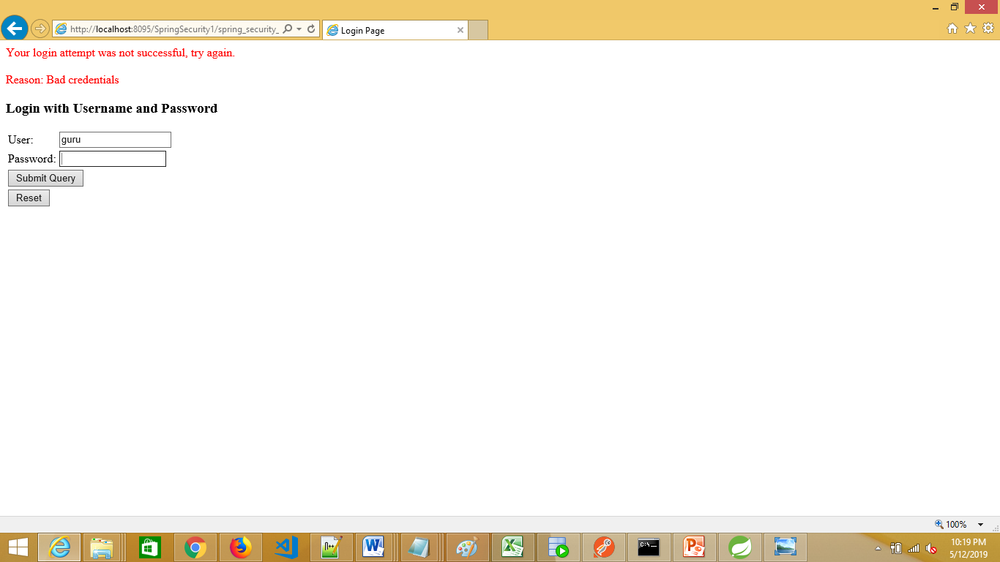 http://localhost:8095/SpringSecurity1/spring_security_
Login Page
Your login attempt was not successful, try again.
Reason: Bad credentials
Login with Username and Password
User: guru
Password:
Submit Query
Reset
100%
10:19 PM
5/12/2019